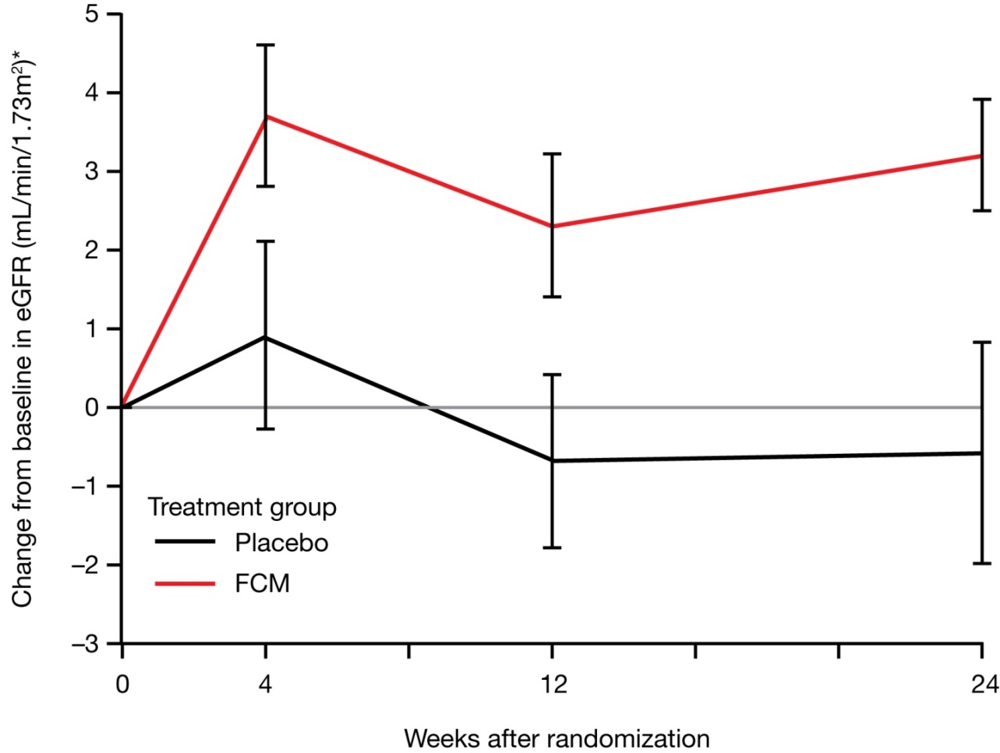 Change from baseline in eGFR (mL/min/1.73m²)*
5
4
3
2
1
0
–1
–2
–3
Treatment group
Placebo
FCM
0 4 12 24
Weeks after randomization